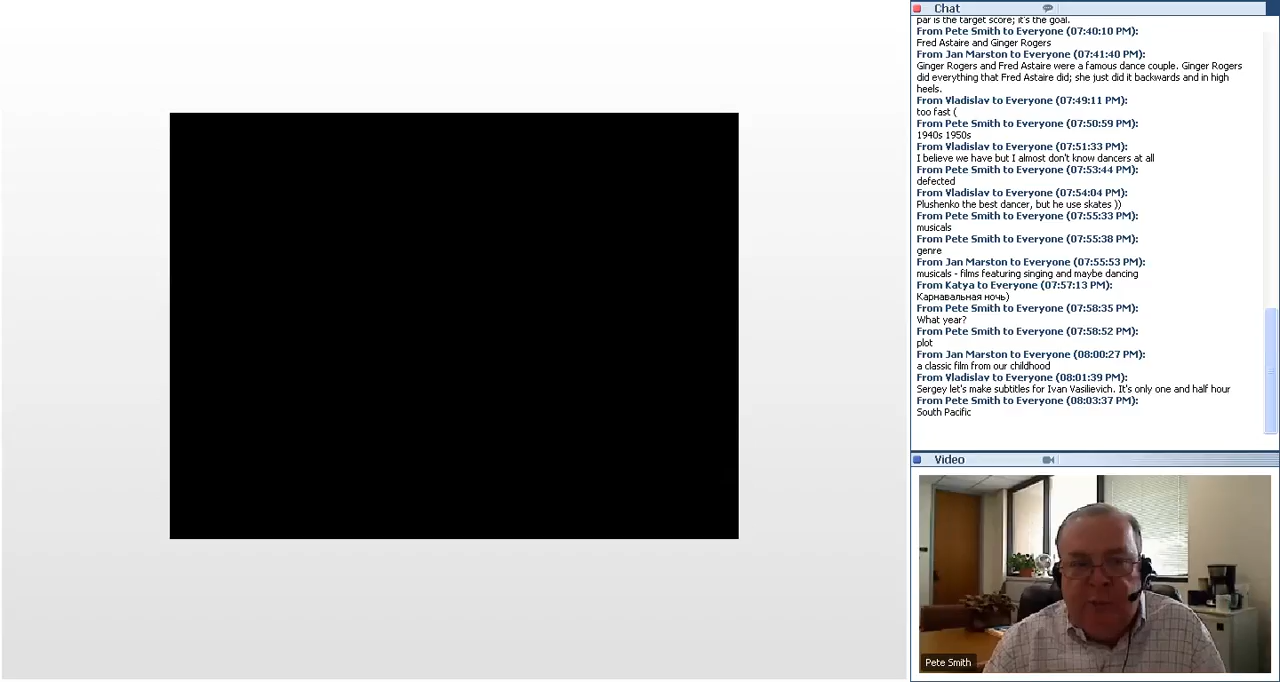 Chat
par is the target score; it's the goal.
From Pete Smith to Everyone (07:40:10 PM):
Fred Astaire and Ginger Rogers
From Jan Marston to Everyone (07:41:40 PM):
Ginger Rogers and Fred Astaire were a famous dance couple. Ginger Rogers
did everything that Fred Astaire did; she just did it backwards and in high
heels.
From Vladislav to Everyone (07:49:11 PM):
too fast (
From Pete Smith to Everyone (07:50:59 PM):
1940s 1950s
From Vladislav to Everyone (07:51:33 PM):
I believe we have but I almost don't know dancers at all
From Pete Smith to Everyone (07:53:44 PM):
defected
From Vladislav to Everyone (07:54:04 PM):
Plushenko the best dancer, but he use skates ))
From Pete Smith to Everyone (07:55:33 PM):
musicals
From Pete Smith to Everyone (07:55:38 PM):
genre
From Jan Marston to Everyone (07:55:53 PM):
musicals - films featuring singing and maybe dancing
From Katya to Everyone (07:57:13 PM):
Карнавальная ночь)
From Pete Smith to Everyone (07:58:35 PM):
What year?
From Pete Smith to Everyone (07:58:52 PM):
plot
From Jan Marston to Everyone (08:00:27 PM):
a classic film from our childhood
From Vladislav to Everyone (08:01:39 PM):
Sergey let's make subtitles for Ivan Vasilievich. It's only one and half hour
From Pete Smith to Everyone (08:03:37 PM):
South Pacific
Video
Pete Smith